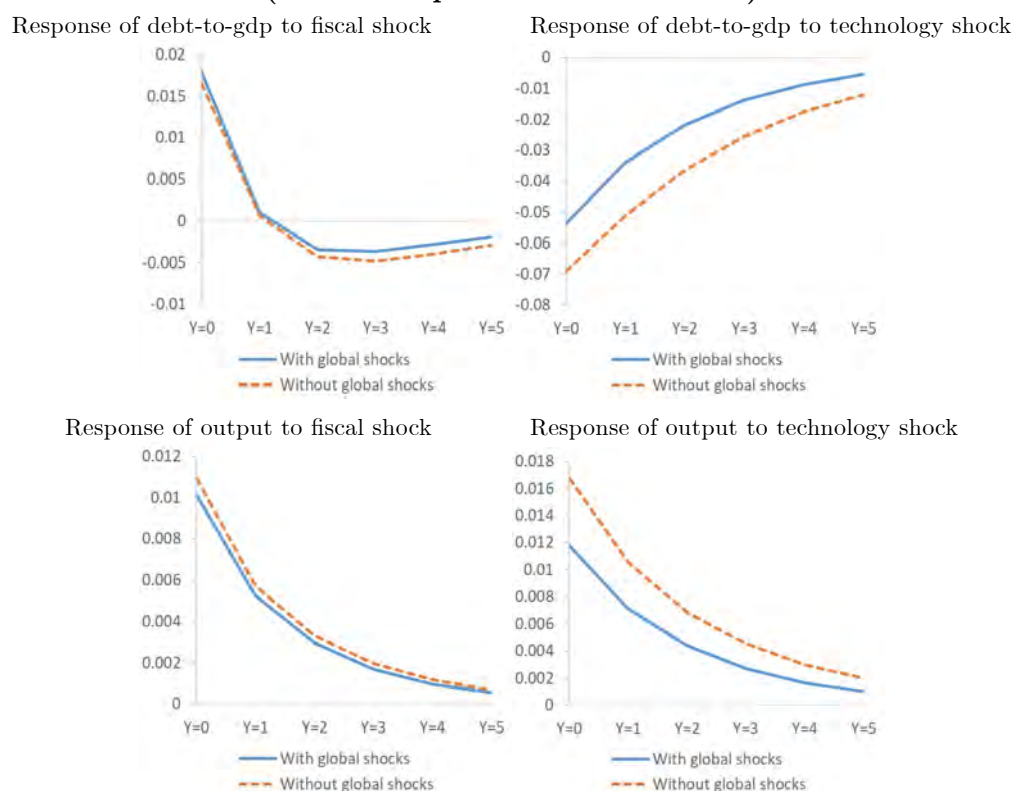 Response of debt-to-gdp to fiscal shock
Response of debt-to-gdp to technology shock
0.02
0.015
0.01
0.005
0
-0.005
-0.01
Y=0 Y=1 Y=2 Y=3 Y=4 Y=5
With global shocks
Without global shocks
0
-0.01
-0.02
-0.03
-0.04
-0.05
-0.06
-0.07
-0.08
Y=0 Y=1 Y=2 Y=3 Y=4 Y=5
With global shocks
Without global shocks
Response of output to fiscal shock
Response of output to technology shock
0.012
0.01
0.008
0.006
0.004
0.002
0
Y=0 Y=1 Y=2 Y=3 Y=4 Y=5
With global shocks
Without global shocks
0.018
0.016
0.014
0.012
0.01
0.008
0.006
0.004
0.002
0
Y=0 Y=1 Y=2 Y=3 Y=4 Y=5
With global shocks
Without global shocks